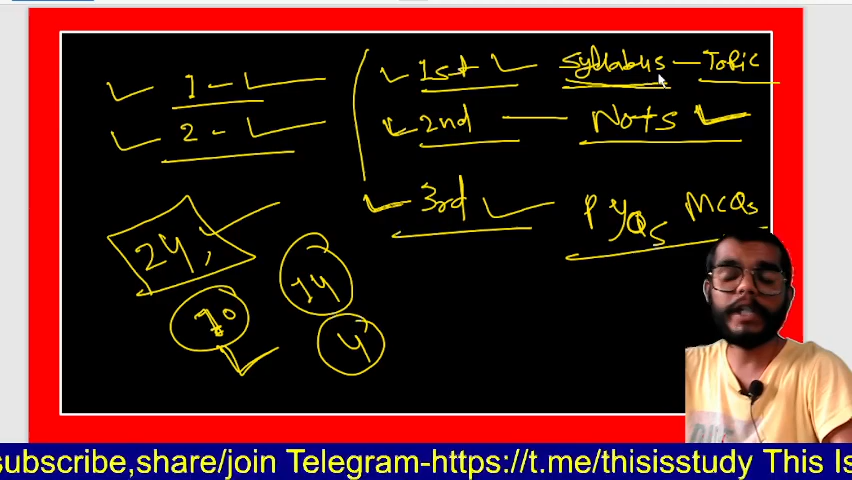 1 -
2 -
1st Syllabus - Topic
2nd - Nots
3rd PYQs MCQs
24,
14
10
4
subscribe,share/join Telegram-https://t.me/thisisstudy This Is